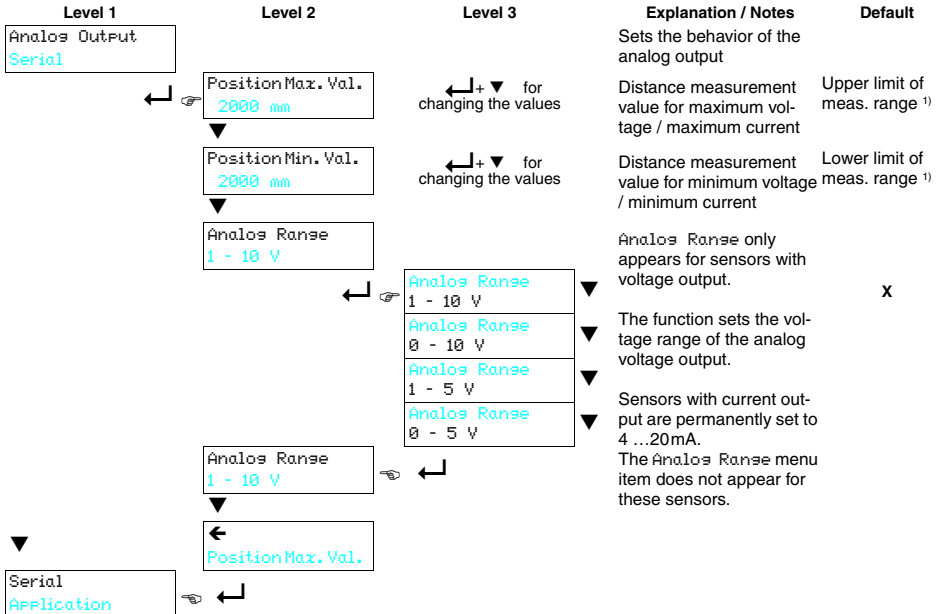 Level 1 Level 2 Level 3 Explanation / Notes Default
Analog Output
Serial
Sets the behavior of the
analog output
Position Max. Val.
2000 mm
↵ + ▼ for
changing the values
Distance measurement
value for maximum vol-
tage / maximum current
Upper limit of
meas. range 1)
Position Min. Val.
2000 mm
↵ + ▼ for
changing the values
Distance measurement
value for minimum voltage
/ minimum current
Lower limit of
meas. range 1)
Analog Range
1 - 10 V
Analog Range only
appears for sensors with
voltage output.
Analog Range
1 - 10 V
X
Analog Range
0 - 10 V
The function sets the vol-
tage range of the analog
voltage output.
Analog Range
1 - 5 V
Analog Range
0 - 5 V
Sensors with current out-
put are permanently set to
4 …20mA.
The Analog Range menu
item does not appear for
these sensors.
Analog Range
1 - 10 V
←
Position Max. Val.
Serial
Application